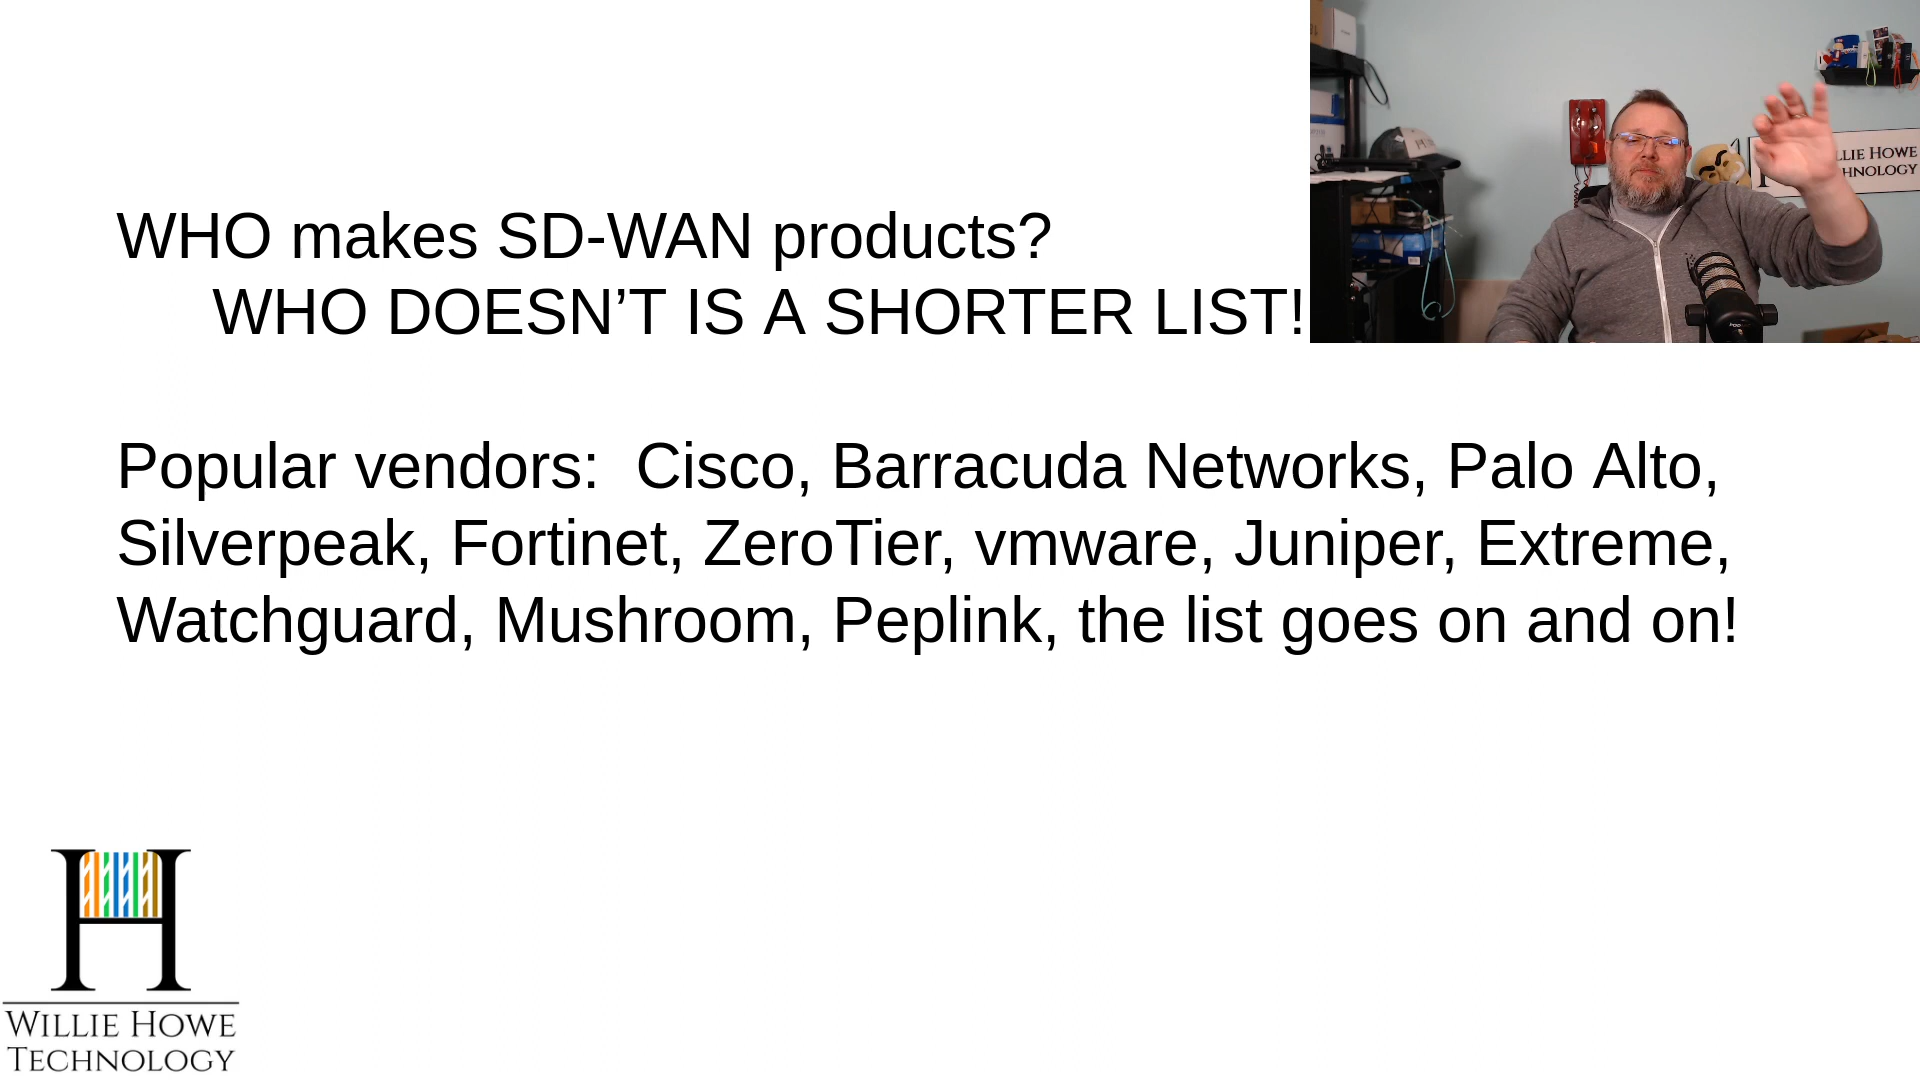 WHO makes SD-WAN products?
WHO DOESN’T IS A SHORTER LIST!
Popular vendors:  Cisco, Barracuda Networks, Palo Alto,
Silverpeak, Fortinet, ZeroTier, vmware, Juniper, Extreme,
Watchguard, Mushroom, Peplink, the list goes on and on!
LLIE HOWE
HNOLOGY
WILLIE HOWE
TECHNOLOGY